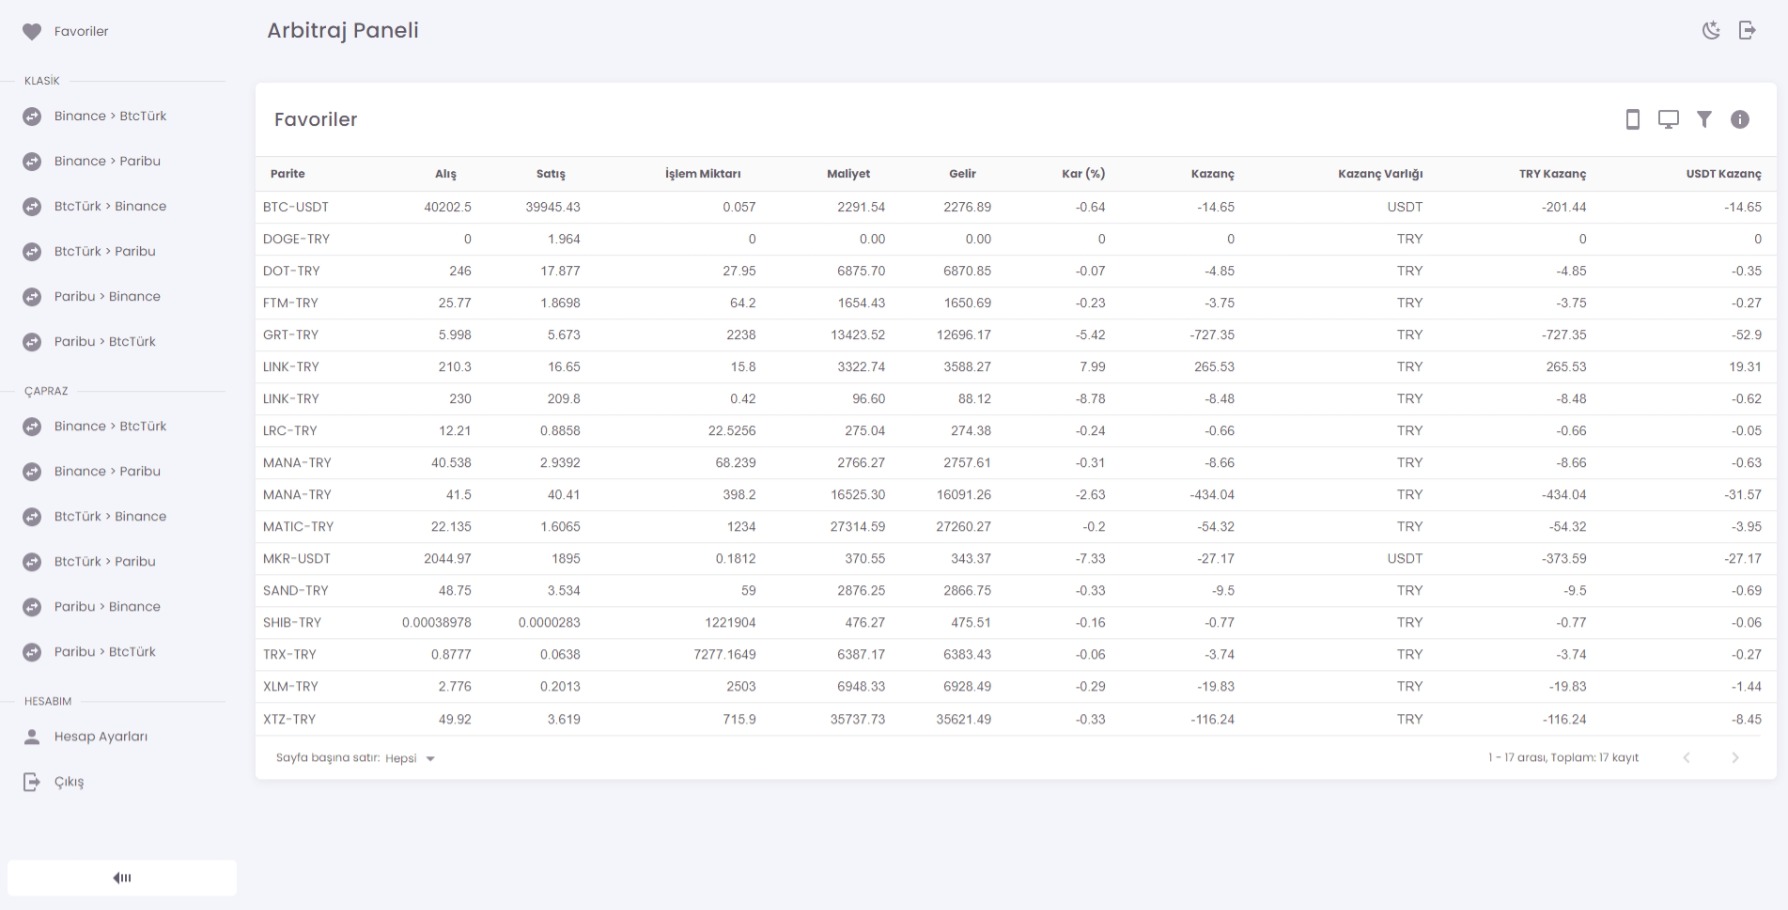 Favoriler
KLASİK
Binance > BtcTürk
Binance > Paribu
BtcTürk > Binance
BtcTürk > Paribu
Paribu > Binance
Paribu > BtcTürk
ÇAPRAZ
Binance > BtcTürk
Binance > Paribu
BtcTürk > Binance
BtcTürk > Paribu
Paribu > Binance
Paribu > BtcTürk
HESABIM
Hesap Ayarları
Çıkış
Arbitraj Paneli
Favoriler
Parite Alış Satış İşlem Miktarı Maliyet Gelir Kar (%) Kazanç Kazanç Varlığı TRY Kazanç USDT Kazanç
BTC-USDT 40202.5 39945.43 0.057 2291.54 2276.89 -0.64 -14.65 USDT -201.44 -14.65
DOGE-TRY 0 1.964 0 0.00 0.00 0 0 TRY 0 0
DOT-TRY 246 17.877 27.95 6875.70 6870.85 -0.07 -4.85 TRY -4.85 -0.35
FTM-TRY 25.77 1.8698 64.2 1654.43 1650.69 -0.23 -3.75 TRY -3.75 -0.27
GRT-TRY 5.998 5.673 2238 13423.52 12696.17 -5.42 -727.35 TRY -727.35 -52.9
LINK-TRY 210.3 16.65 15.8 3322.74 3588.27 7.99 265.53 TRY 265.53 19.31
LINK-TRY 230 209.8 0.42 96.60 88.12 -8.78 -8.48 TRY -8.48 -0.62
LRC-TRY 12.21 0.8858 22.5256 275.04 274.38 -0.24 -0.66 TRY -0.66 -0.05
MANA-TRY 40.538 2.9392 68.239 2766.27 2757.61 -0.31 -8.66 TRY -8.66 -0.63
MANA-TRY 41.5 40.41 398.2 16525.30 16091.26 -2.63 -434.04 TRY -434.04 -31.57
MATIC-TRY 22.135 1.6065 1234 27314.59 27260.27 -0.2 -54.32 TRY -54.32 -3.95
MKR-USDT 2044.97 1895 0.1812 370.55 343.37 -7.33 -27.17 USDT -373.59 -27.17
SAND-TRY 48.75 3.534 59 2876.25 2866.75 -0.33 -9.5 TRY -9.5 -0.69
SHIB-TRY 0.00038978 0.0000283 1221904 476.27 475.51 -0.16 -0.77 TRY -0.77 -0.06
TRX-TRY 0.8777 0.0638 7277.1649 6387.17 6383.43 -0.06 -3.74 TRY -3.74 -0.27
XLM-TRY 2.776 0.2013 2503 6948.33 6928.49 -0.29 -19.83 TRY -19.83 -1.44
XTZ-TRY 49.92 3.619 715.9 35737.73 35621.49 -0.33 -116.24 TRY -116.24 -8.45
Sayfa başına satır: Hepsi 1 - 17 arası, Toplam: 17 kayıt